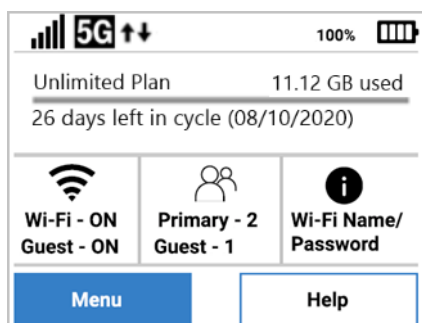 5G 100%
Unlimited Plan 11.12 GB used
26 days left in cycle (08/10/2020)
Wi-Fi - ON
Guest - ON
Primary - 2
Guest - 1
Wi-Fi Name/
Password
Menu
Help